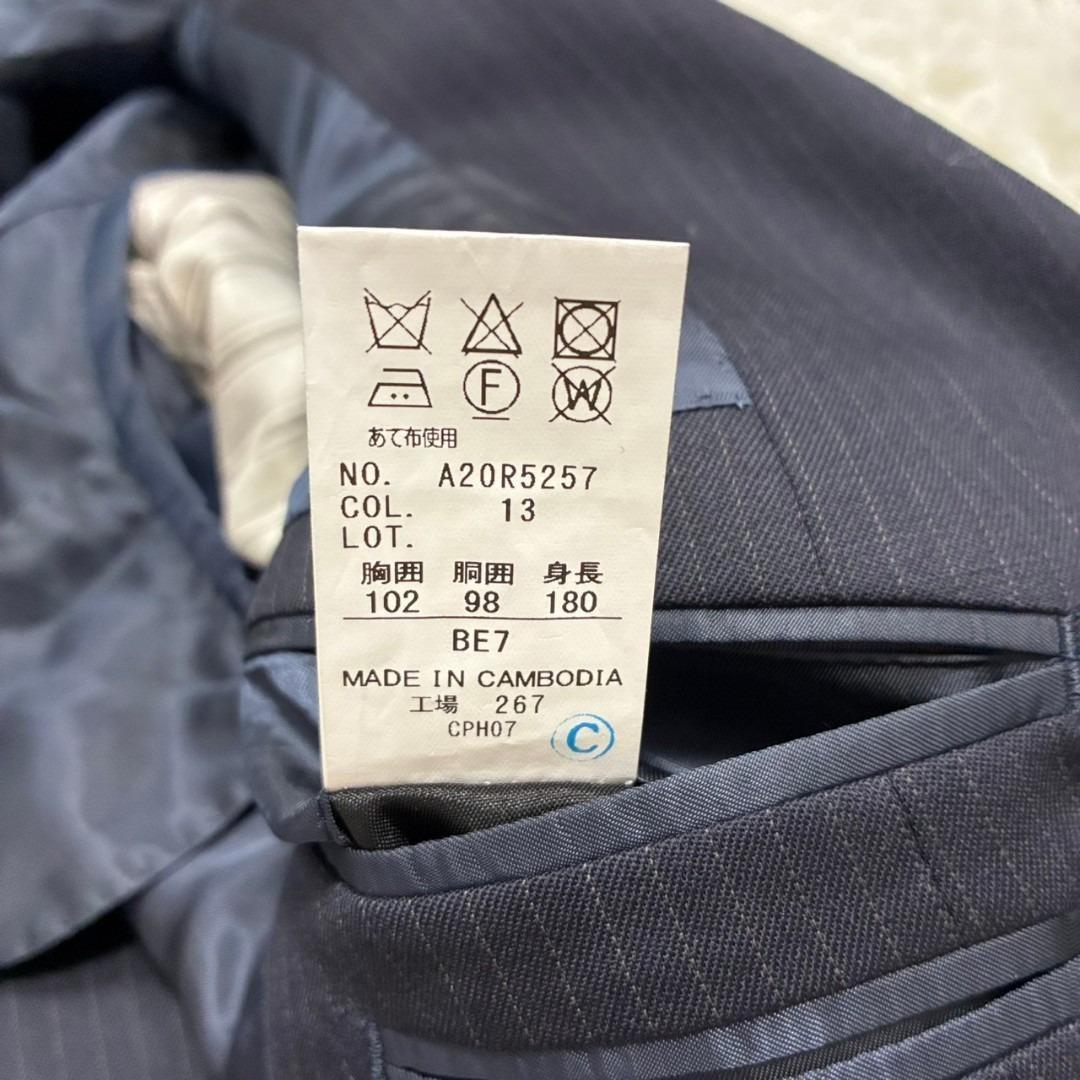 F W
あて布使用
NO. A20R5257
COL. 13
LOT.
胸囲 胴囲 身長
102 98 180
BE7
MADE IN CAMBODIA
工場 267
CPH07 C